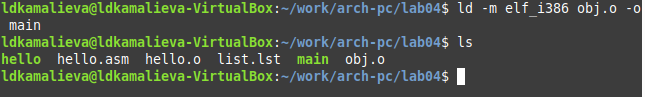 ldkamalieva@ldkamalieva-VirtualBox:~/work/arch-pc/lab04$ ld -m elf_i386 obj.o -o
 main
ldkamalieva@ldkamalieva-VirtualBox:~/work/arch-pc/lab04$ ls
hello  hello.asm  hello.o  list.lst  main  obj.o
ldkamalieva@ldkamalieva-VirtualBox:~/work/arch-pc/lab04$